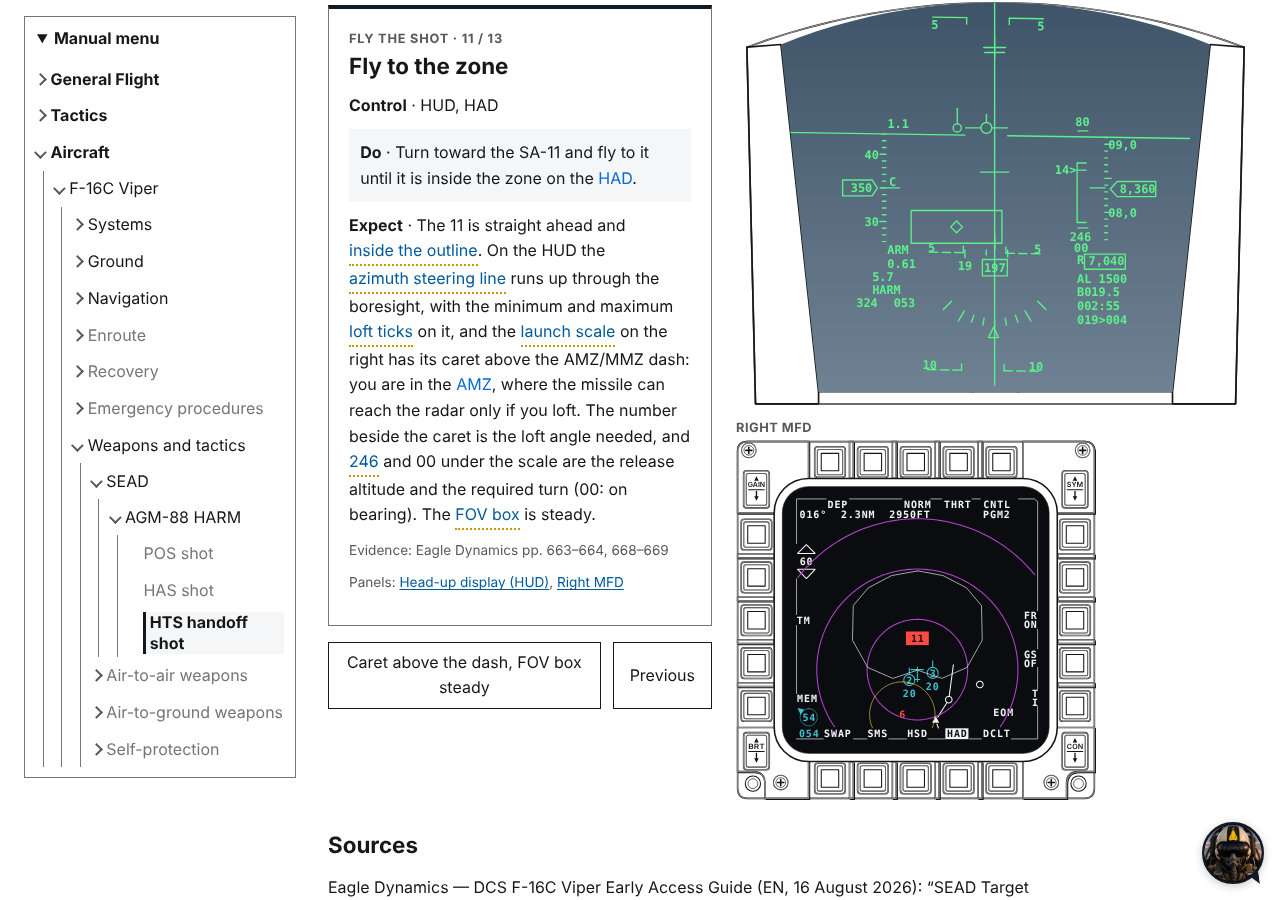 ▼ Manual menu
General Flight
Tactics
Aircraft
F-16C Viper
Systems
Ground
Navigation
Enroute
Recovery
Emergency procedures
Weapons and tactics
SEAD
AGM-88 HARM
POS shot
HAS shot
HTS handoff
shot
Air-to-air weapons
Air-to-ground weapons
Self-protection
FLY THE SHOT · 11 / 13
Fly to the zone
Control · HUD, HAD
Do · Turn toward the SA-11 and fly to it
until it is inside the zone on the HAD.
Expect · The 11 is straight ahead and
inside the outline. On the HUD the
azimuth steering line runs up through the
boresight, with the minimum and maximum
loft ticks on it, and the launch scale on the
right has its caret above the AMZ/MMZ dash:
you are in the AMZ, where the missile can
reach the radar only if you loft. The number
beside the caret is the loft angle needed, and
246 and 00 under the scale are the release
altitude and the required turn (00: on
bearing). The FOV box is steady.
Evidence: Eagle Dynamics pp. 663–664, 668–669
Panels: Head-up display (HUD), Right MFD
Caret above the dash, FOV box
steady
Previous
5 5
1.1 80
40 09,0
14>
350 C 8,360
30 08,0
246
ARM 5 5 00
0.61 19 197 R 7,040
5.7 AL 1500
HARM B019.5
324 053 002:55
019>004
10 10
RIGHT MFD
GAIN SYM
DEP NORM THRT CNTL
016° 2.3NM 2950FT PGM2
60
TM FR
ON
11
GS
OF
2 3
20 20
MEM TI
6 EOM
54
054 SWAP SMS HSD HAD DCLT
BRT CON
Sources
Eagle Dynamics — DCS F-16C Viper Early Access Guide (EN, 16 August 2026): “SEAD Target